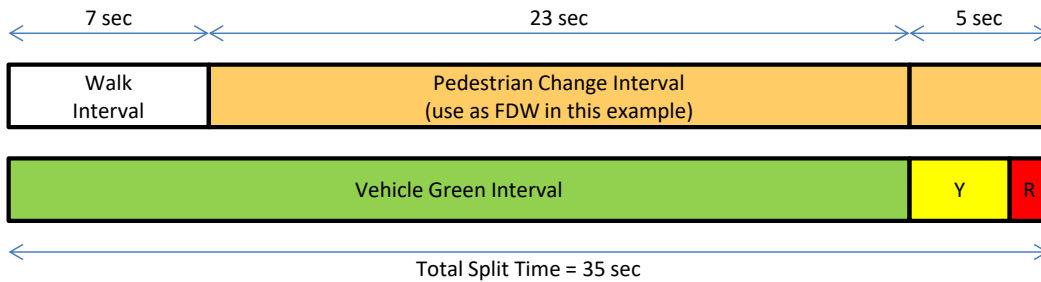 7 sec
23 sec
5 sec
Walk
Interval
Pedestrian Change Interval
(use as FDW in this example)
Vehicle Green Interval
Y
R
Total Split Time = 35 sec